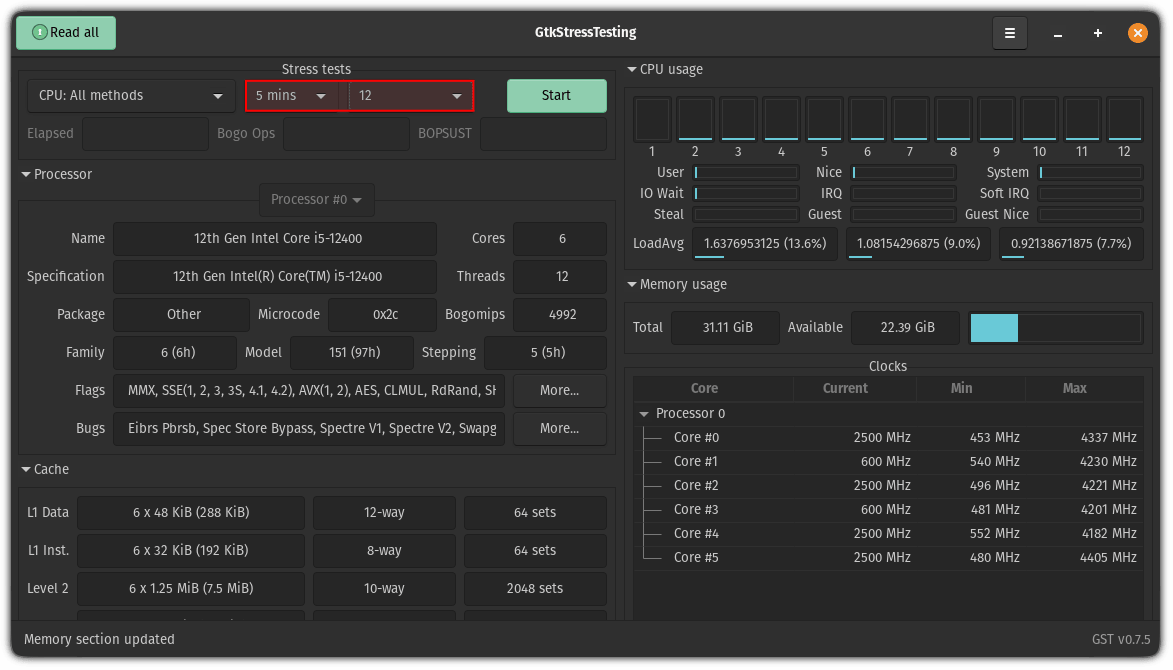 Read all
GtkStressTesting
Stress tests
CPU: All methods
5 mins
12
Start
Elapsed
Bogo Ops
BOPSUST
Processor
Processor #0
Name
12th Gen Intel Core i5-12400
Cores
6
Specification
12th Gen Intel(R) Core(TM) i5-12400
Threads
12
Package
Other
Microcode
0x2c
Bogomips
4992
Family
6 (6h)
Model
151 (97h)
Stepping
5 (5h)
Flags
MMX, SSE(1, 2, 3, 3S, 4.1, 4.2), AVX(1, 2), AES, CLMUL, RdRand, SH
More...
Bugs
Eibrs Pbrsb, Spec Store Bypass, Spectre V1, Spectre V2, Swapg
More...
Cache
L1 Data
6 x 48 KiB (288 KiB)
12-way
64 sets
L1 Inst.
6 x 32 KiB (192 KiB)
8-way
64 sets
Level 2
6 x 1.25 MiB (7.5 MiB)
10-way
2048 sets
CPU usage
1 2 3 4 5 6 7 8 9 10 11 12
User
Nice
System
IO Wait
IRQ
Soft IRQ
Steal
Guest
Guest Nice
LoadAvg
1.6376953125 (13.6%)
1.08154296875 (9.0%)
0.92138671875 (7.7%)
Memory usage
Total
31.11 GiB
Available
22.39 GiB
Clocks
Core Current Min Max
Processor 0
Core #0 2500 MHz 453 MHz 4337 MHz
Core #1 600 MHz 540 MHz 4230 MHz
Core #2 2500 MHz 496 MHz 4221 MHz
Core #3 600 MHz 481 MHz 4201 MHz
Core #4 2500 MHz 552 MHz 4182 MHz
Core #5 2500 MHz 480 MHz 4405 MHz
Memory section updated
GST v0.7.5